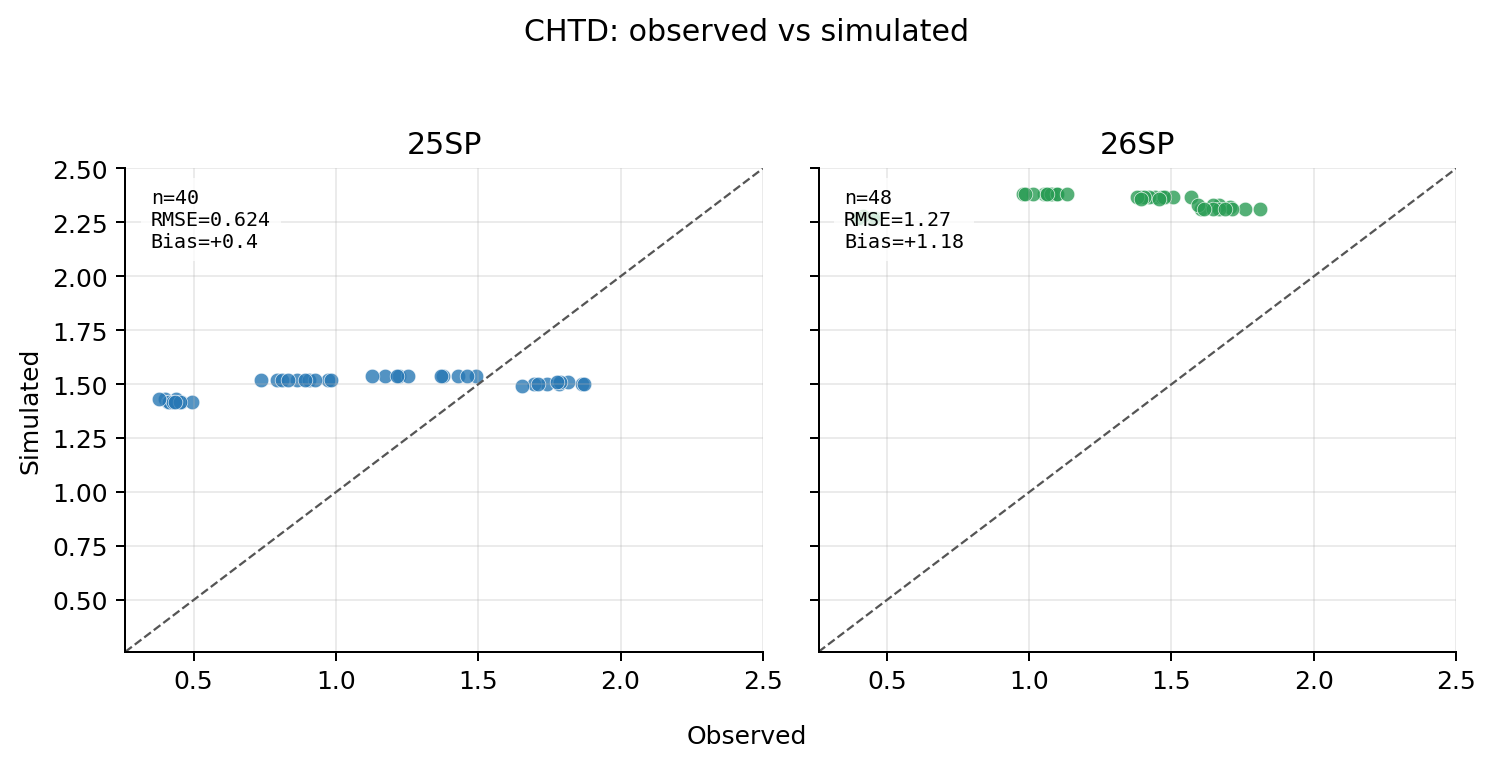 CHTD: observed vs simulated
25SP
26SP
n=40
RMSE=0.624
Bias=+0.4
n=48
RMSE=1.27
Bias=+1.18
2.50
2.25
2.00
1.75
1.50
1.25
1.00
0.75
0.50
Simulated
0.5 1.0 1.5 2.0 2.5
0.5 1.0 1.5 2.0 2.5
Observed